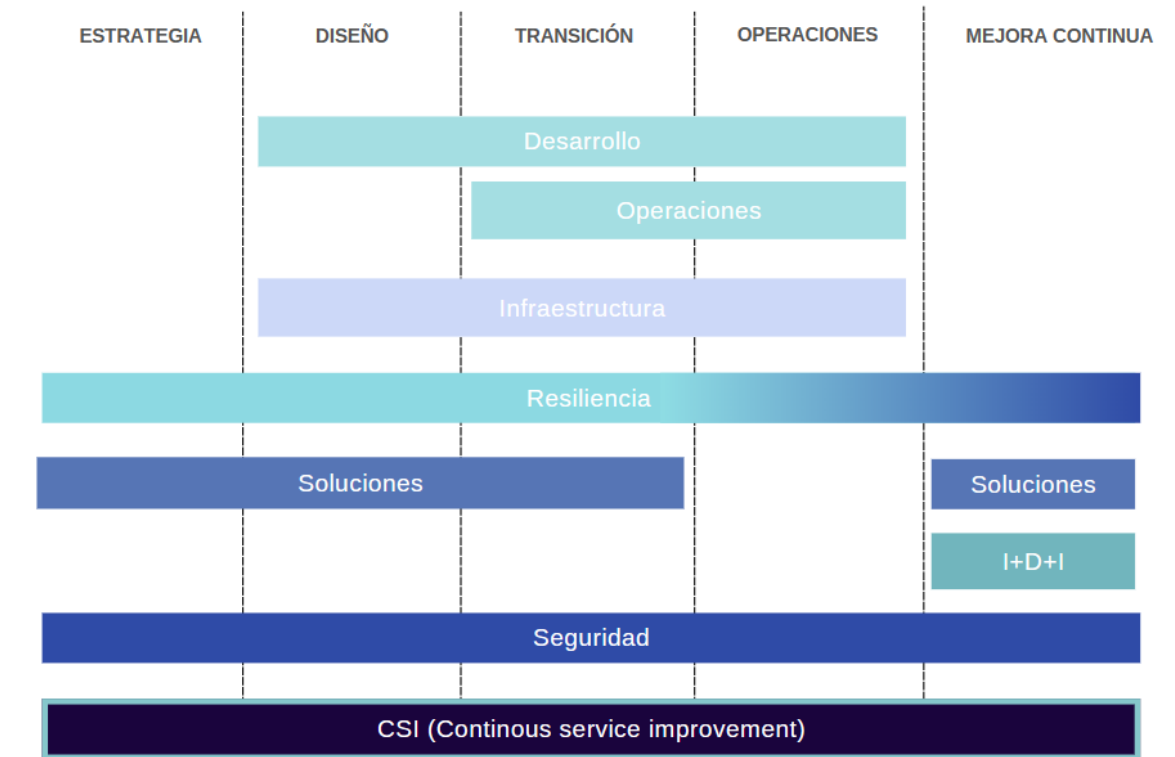 ESTRATEGIA
DISEÑO
TRANSICIÓN
OPERACIONES
MEJORA CONTINUA
Desarrollo
Operaciones
Infraestructura
Resiliencia
Soluciones
Soluciones
I+D+I
Seguridad
CSI (Continous service improvement)